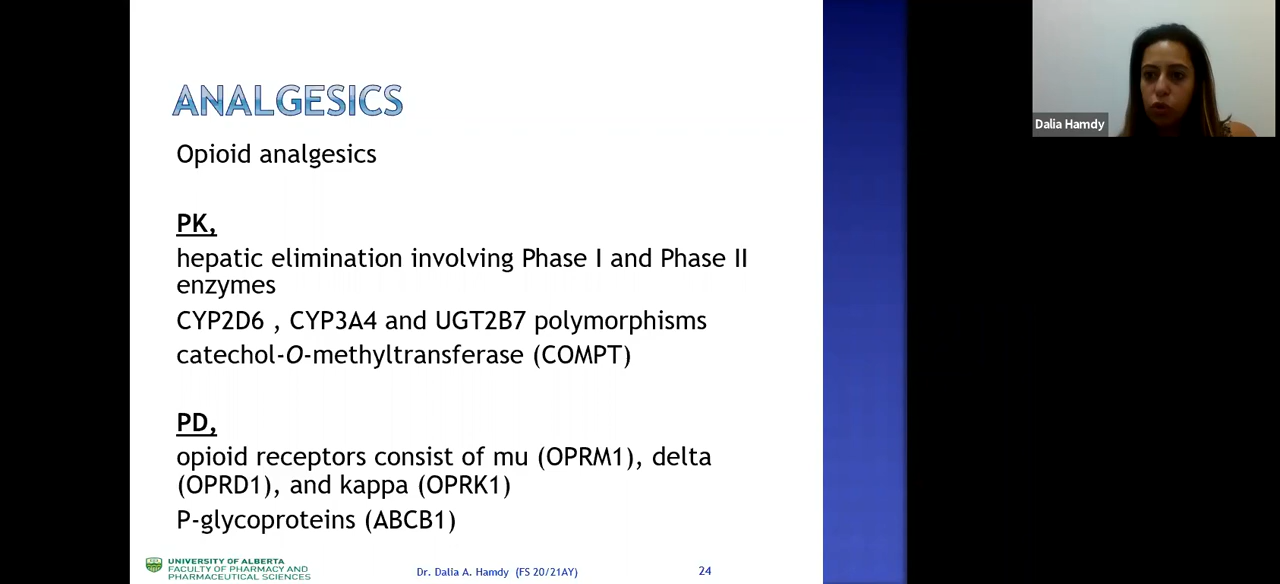 ANALGESICS
Opioid analgesics
PK,
hepatic elimination involving Phase I and Phase II
enzymes
CYP2D6 , CYP3A4 and UGT2B7 polymorphisms
catechol-O-methyltransferase (COMPT)
PD,
opioid receptors consist of mu (OPRM1), delta
(OPRD1), and kappa (OPRK1)
P-glycoproteins (ABCB1)
UNIVERSITY OF ALBERTA
FACULTY OF PHARMACY AND
PHARMACEUTICAL SCIENCES
Dr. Dalia A. Hamdy (FS 20/21AY)
24
Dalia Hamdy